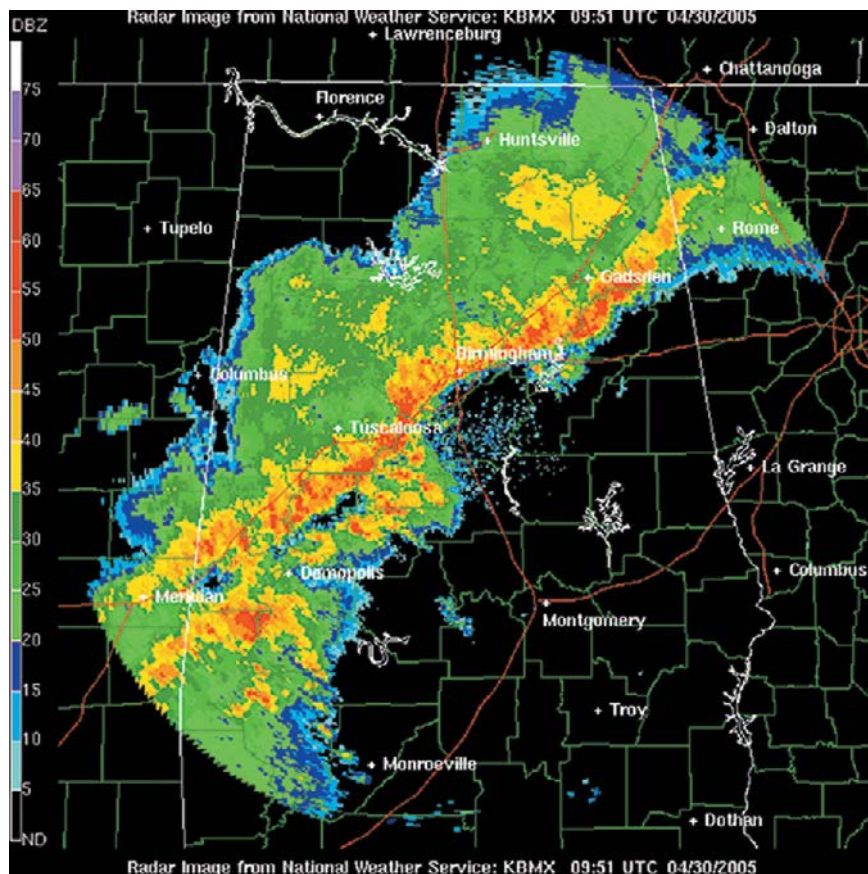 DBZ
Radar Image from National Weather Service: KBMX 09:51 UTC 04/30/2005
Lawrenceburg
Chattanooga
75
Florence
Dalton
Huntsville
70
65
Tupelo
Rome
60
Gadsden
55
50
Birmingham
Columbus
45
Tuscaloosa
40
La Grange
35
30
Demopolis
Columbus
25
Meridian
Montgomery
20
15
Troy
10
Monroeville
5
Dothan
ND
Radar Image from National Weather Service: KBMX 09:51 UTC 04/30/2005